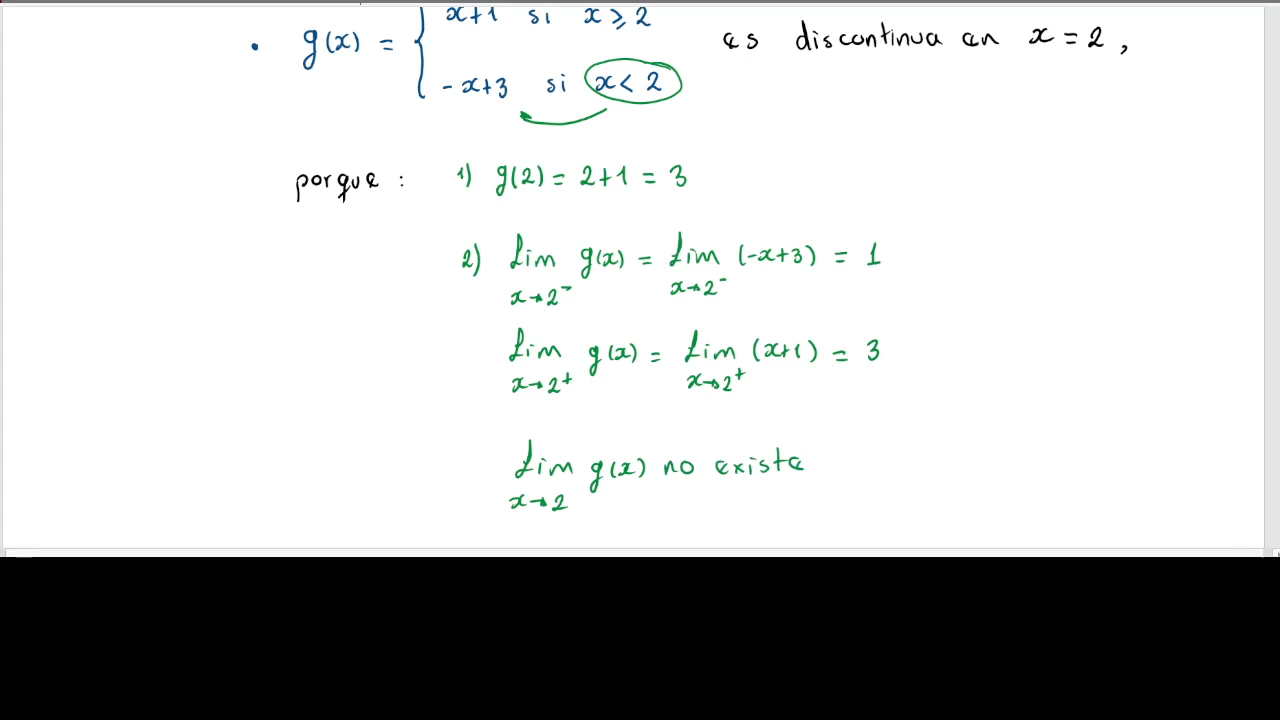 x+1 si x ≥ 2
• g(x) = { es discontinua en x = 2,
-x+3 si x < 2
porque : 1) g(2) = 2+1 = 3
2) Lim g(x) = Lim (-x+3) = 1
x→2⁻ x→2⁻
Lim g(x) = Lim (x+1) = 3
x→2⁺ x→2⁺
Lim g(x) no existe
x→2